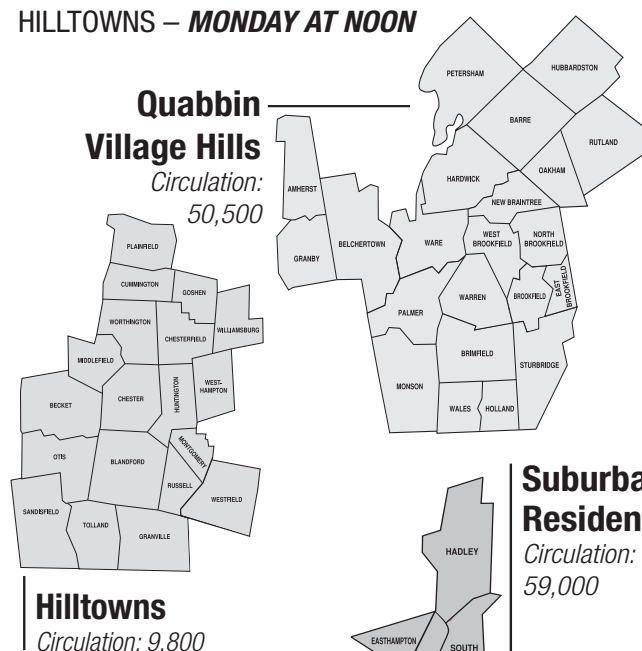 HILLTOWNS – MONDAY AT NOON
Quabbin
Village Hills
Circulation:
50,500
PETERSHAM
HUBBARDSTON
BARRE
RUTLAND
HARDWICK
OAKHAM
NEW BRAINTREE
AMHERST
GRANBY
BELCHERTOWN
WARE
WEST
BROOKFIELD
NORTH
BROOKFIELD
WARREN
BROOKFIELD
EAST
BROOKFIELD
PALMER
BRIMFIELD
STURBRIDGE
MONSON
WALES
HOLLAND
PLAINFIELD
CUMMINGTON
GOSHEN
WORTHINGTON
CHESTERFIELD
WILLIAMSBURG
MIDDLEFIELD
WEST-
HAMPTON
BECKET
CHESTER
HUNTINGTON
OTIS
BLANDFORD
MONTGOMERY
RUSSELL
WESTFIELD
SANDISFIELD
TOLLAND
GRANVILLE
Hilltowns
Circulation: 9,800
Suburba
Residen
Circulation:
59,000
HADLEY
EASTHAMPTON
SOUTH